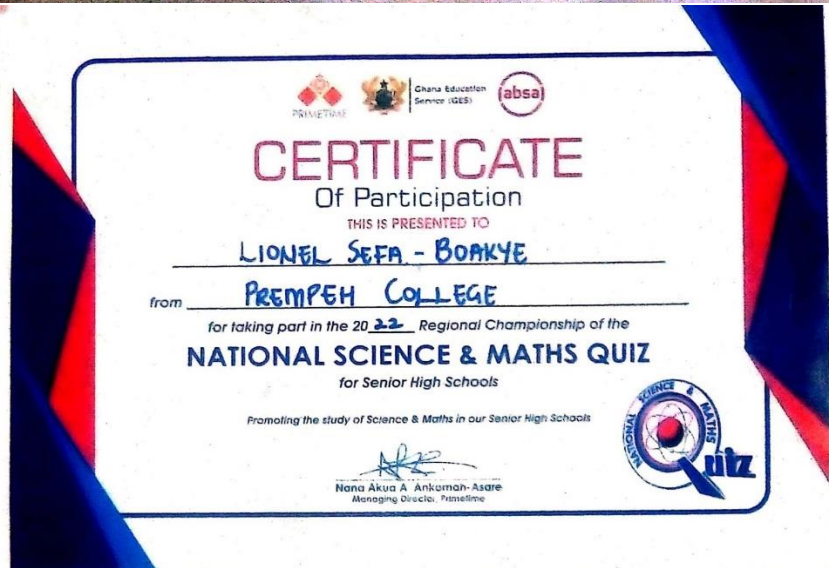 PRIMETIME
Ghana Education
Service (GES)
(absa)
CERTIFICATE
Of Participation
THIS IS PRESENTED TO
LIONEL SEFA - BOAKYE
from PREMPEH COLLEGE
for taking part in the 2022 Regional Championship of the
NATIONAL SCIENCE & MATHS QUIZ
for Senior High Schools
Promoting the study of Science & Maths in our Senior High Schools
NATIONAL SCIENCE & MATHS
Quiz
Nana Akua A Ankomah-Asare
Managing Director, Primetime